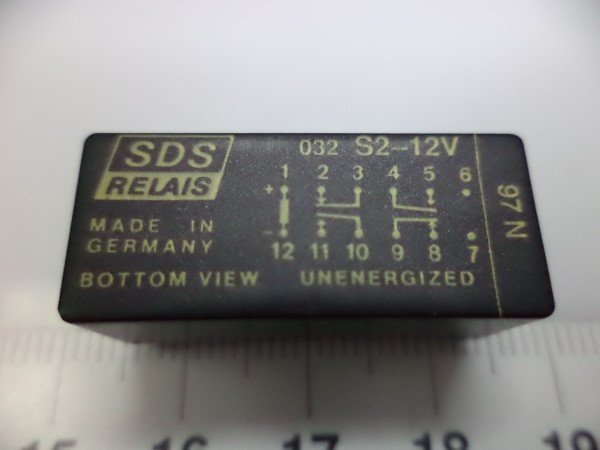 SDS
RELAIS
032 S2-12V
1 2 3 4 5 6
+
-
12 11 10 9 8 7
MADE IN
GERMANY
BOTTOM VIEW UNENERGIZED
97 N
15 16 17 18 19